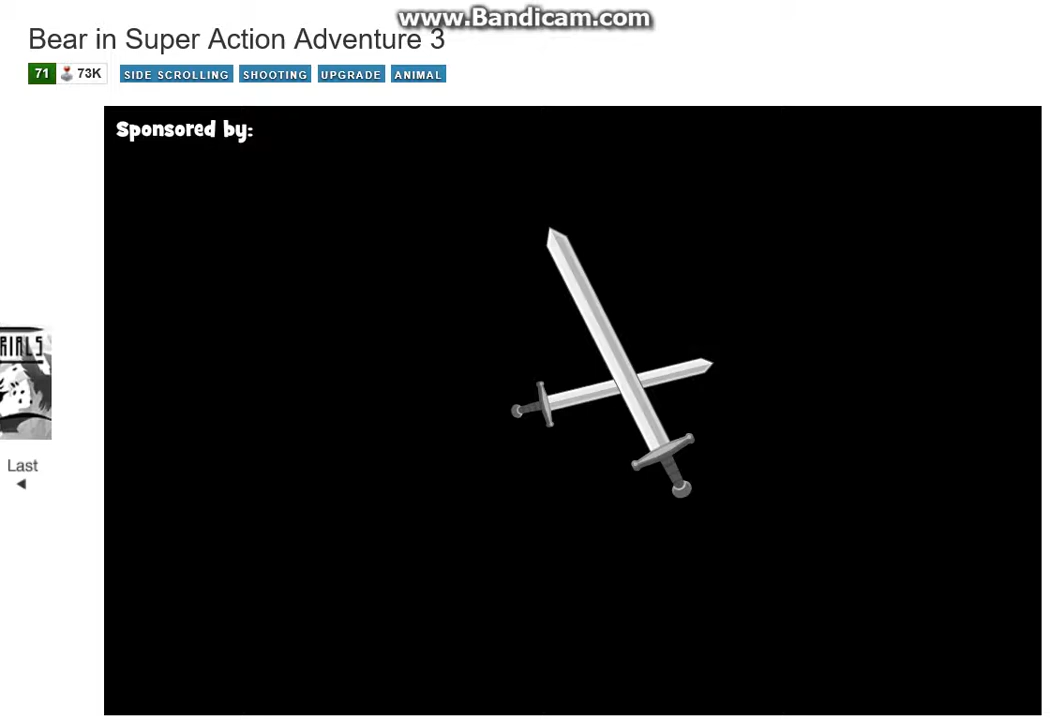 www.Bandicam.com
Bear in Super Action Adventure 3
71 73K SIDE SCROLLING SHOOTING UPGRADE ANIMAL
Sponsored by:
RIALS
Last